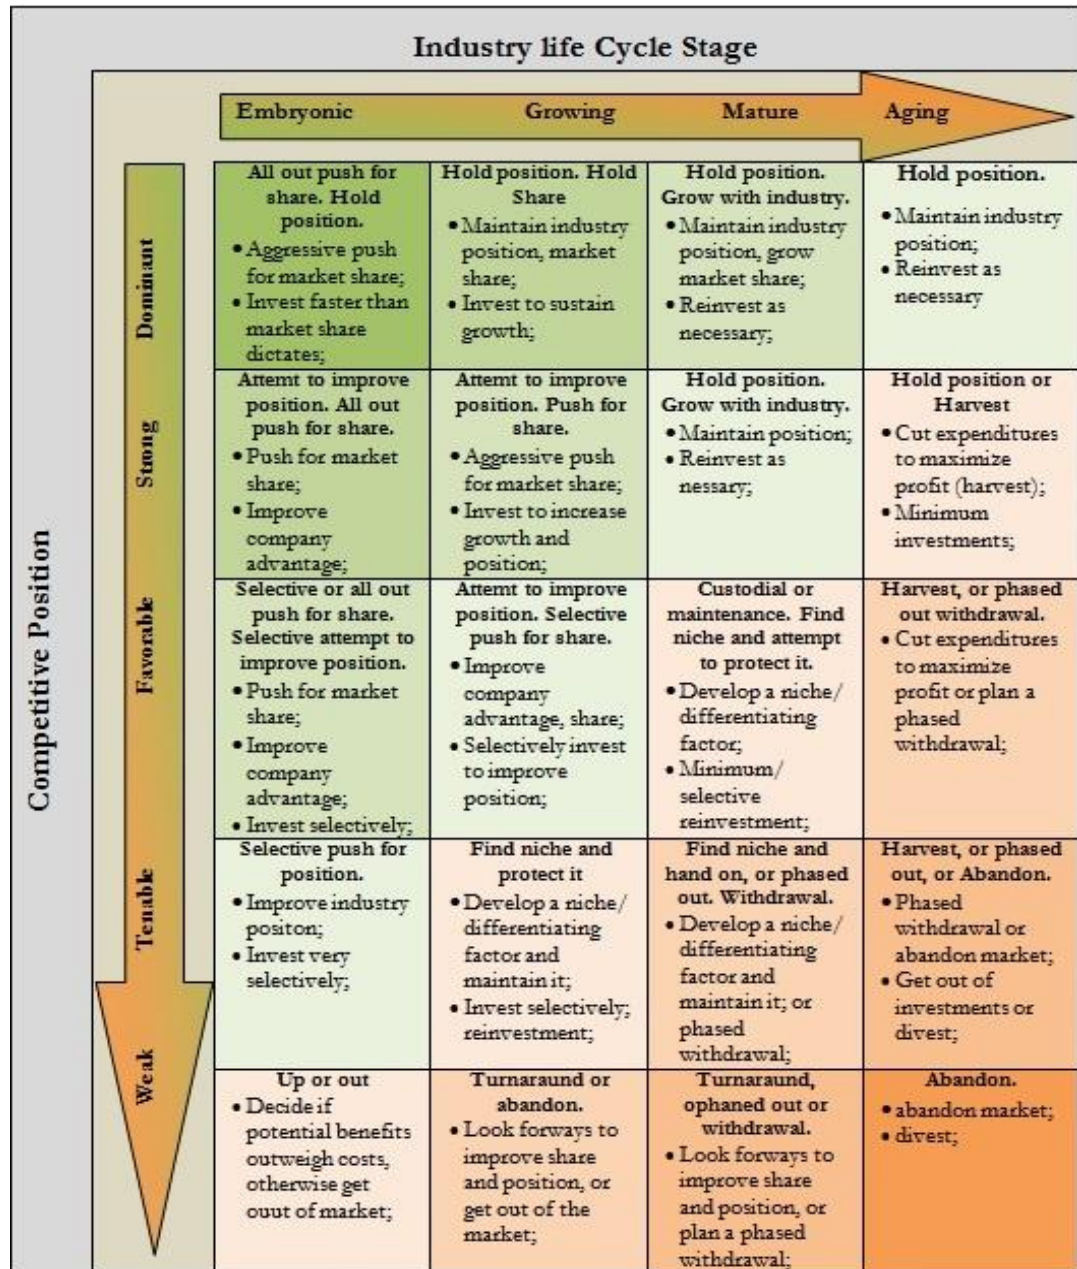 Industry life Cycle Stage
Embryonic
Growing
Mature
Aging
Competitive Position
Dominant
All out push for
share. Hold
position.
• Aggressive push
for market share;
• Invest faster than
market share
dictates;
Hold position. Hold
Share
• Maintain industry
position, market
share;
• Invest to sustain
growth;
Hold position.
Grow with industry.
• Maintain industry
position, grow
market share;
• Reinvest as
necessary;
Hold position.
• Maintain industry
position;
• Reinvest as
necessary
Strong
Attemt to improve
position. All out
push for share.
• Push for market
share;
• Improve
company
advantage;
Attemt to improve
position. Push for
share.
• Aggressive push
for market share;
• Invest to increase
growth and
position;
Hold position.
Grow with industry.
• Maintain position;
• Reinvest as
nessary;
Hold position or
Harvest
• Cut expenditures
to maximize
profit (harvest);
• Minimum
investments;
Favorable
Selective or all out
push for share.
Selective attempt to
improve position.
• Push for market
share;
• Improve
company
advantage;
• Invest selectively;
Attemt to improve
position. Selective
push for share.
• Improve
company
advantage, share;
• Selectively invest
to improve
position;
Custodial or
maintenance. Find
niche and attempt
to protect it.
• Develop a niche/
differentiating
factor;
• Minimum/
selective
reinvestment;
Harvest, or phased
out withdrawal.
• Cut expenditures
to maximize
profit or plan a
phased
withdrawal;
Tenable
Selective push for
position.
• Improve industry
positon;
• Invest very
selectively;
Find niche and
protect it
• Develop a niche/
differentiating
factor and
maintain it;
• Invest selectively;
reinvestment;
Find niche and
hand on, or phased
out. Withdrawal.
• Develop a niche/
differentiating
factor and
maintain it; or
phased
withdrawal;
Harvest, or phased
out, or Abandon.
• Phased
withdrawal or
abandon market;
• Get out of
investments or
divest;
Weak
Up or out
• Decide if
potential benefits
outweigh costs,
otherwise get
ouut of market;
Turnaraund or
abandon.
• Look forways to
improve share
and position, or
get out of the
market;
Turnaraund,
ophaned out or
withdrawal.
• Look forways to
improve share
and position, or
plan a phased
withdrawal;
Abandon.
• abandon market;
• divest;